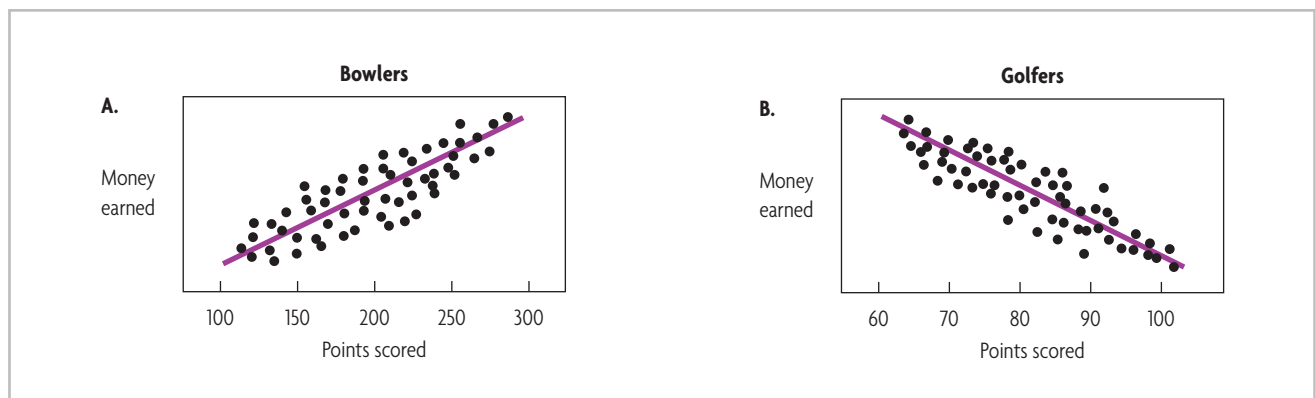 Bowlers
A.
Money
earned
100 150 200 250 300
Points scored
Golfers
B.
Money
earned
60 70 80 90 100
Points scored